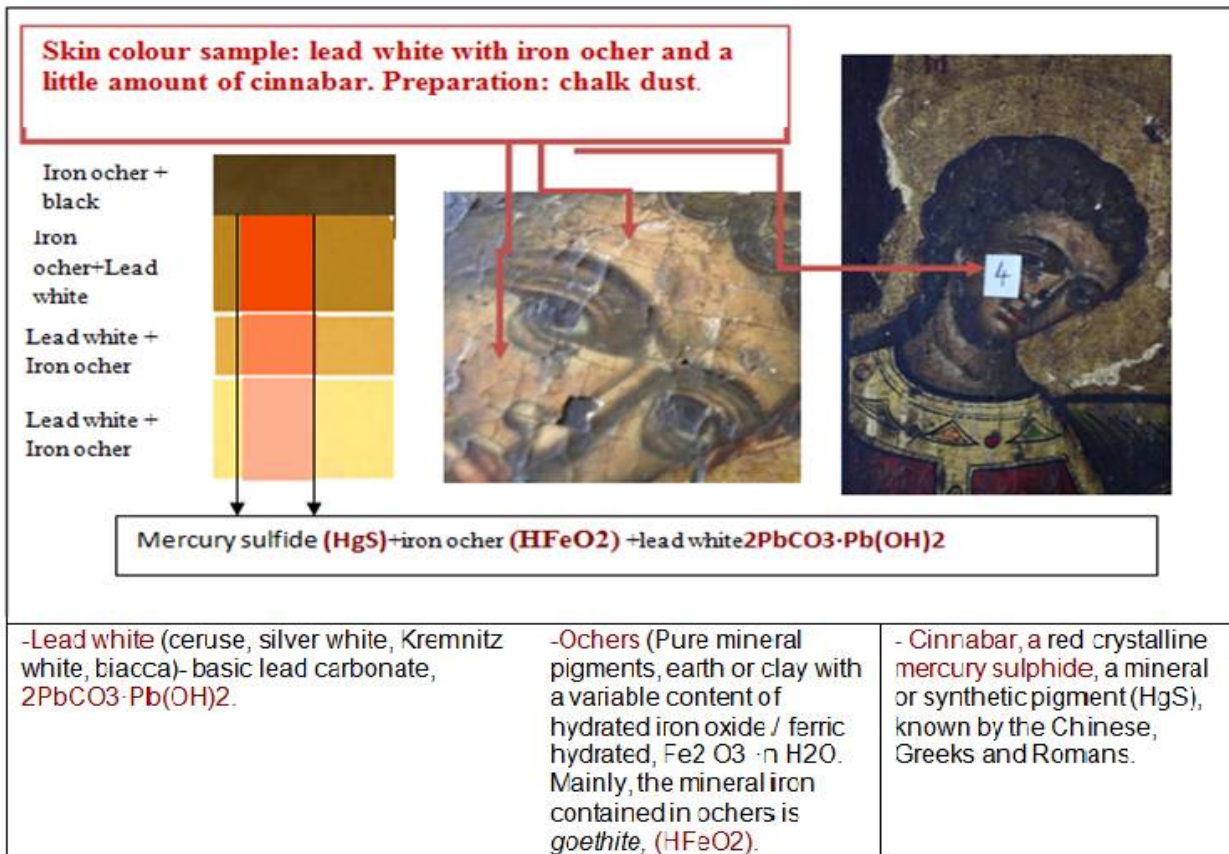 Skin colour sample: lead white with iron ocher and a
little amount of cinnabar. Preparation: chalk dust.
Iron ocher +
black
Iron
ocher+Lead
white
Lead white +
Iron ocher
Lead white +
Iron ocher
4
Mercury sulfide (HgS)+iron ocher (HFeO2) +lead white2PbCO3·Pb(OH)2
-Lead white (ceruse, silver white, Kremnitz
white, biacca)- basic lead carbonate,
2PbCO3·Pb(OH)2.
-Ochers (Pure mineral
pigments, earth or clay with
a variable content of
hydrated iron oxide / ferric
hydrated, Fe2 O3 ·n H2O.
Mainly, the mineral iron
contained in ochers is
goethite, (HFeO2).
- Cinnabar, a red crystalline
mercury sulphide, a mineral
or synthetic pigment (HgS),
known by the Chinese,
Greeks and Romans.